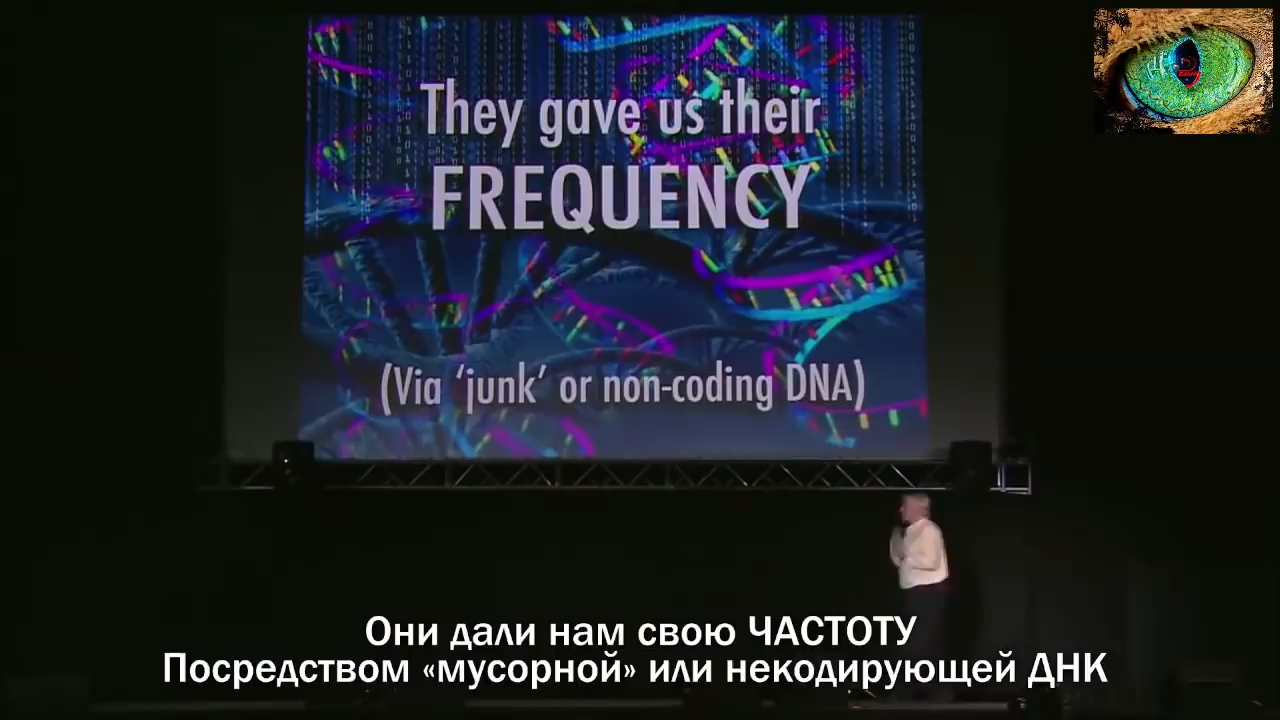 They gave us their
FREQUENCY
(Via ‘junk’ or non-coding DNA)
Они дали нам свою ЧАСТОТУ
Посредством «мусорной» или некодирующей ДНК